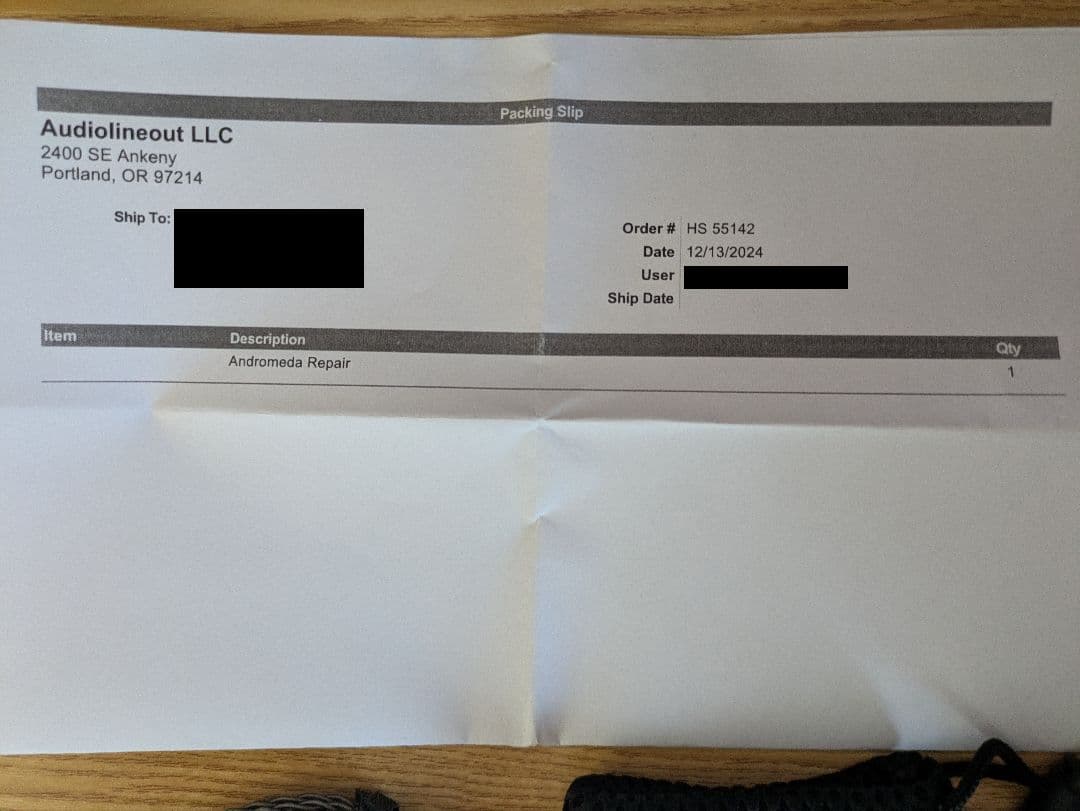 Packing Slip
Audiolineout LLC
2400 SE Ankeny
Portland, OR 97214
Ship To:
Order # HS 55142
Date 12/13/2024
User
Ship Date
Item Description Qty
Andromeda Repair 1